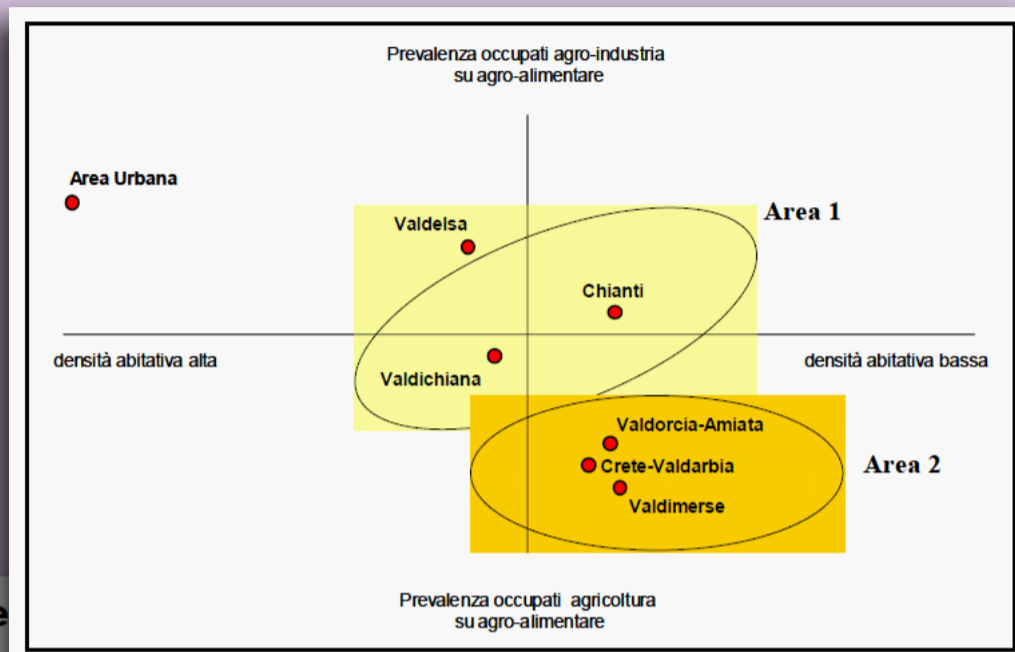 Prevalenza occupati agro-industria
su agro-alimentare
Area Urbana
Valdelsa
Area 1
Chianti
densità abitativa alta
densità abitativa bassa
Valdichiana
Valdorcia-Amiata
Crete-Valdarbia
Area 2
Valdimerse
Prevalenza occupati agricoltura
su agro-alimentare